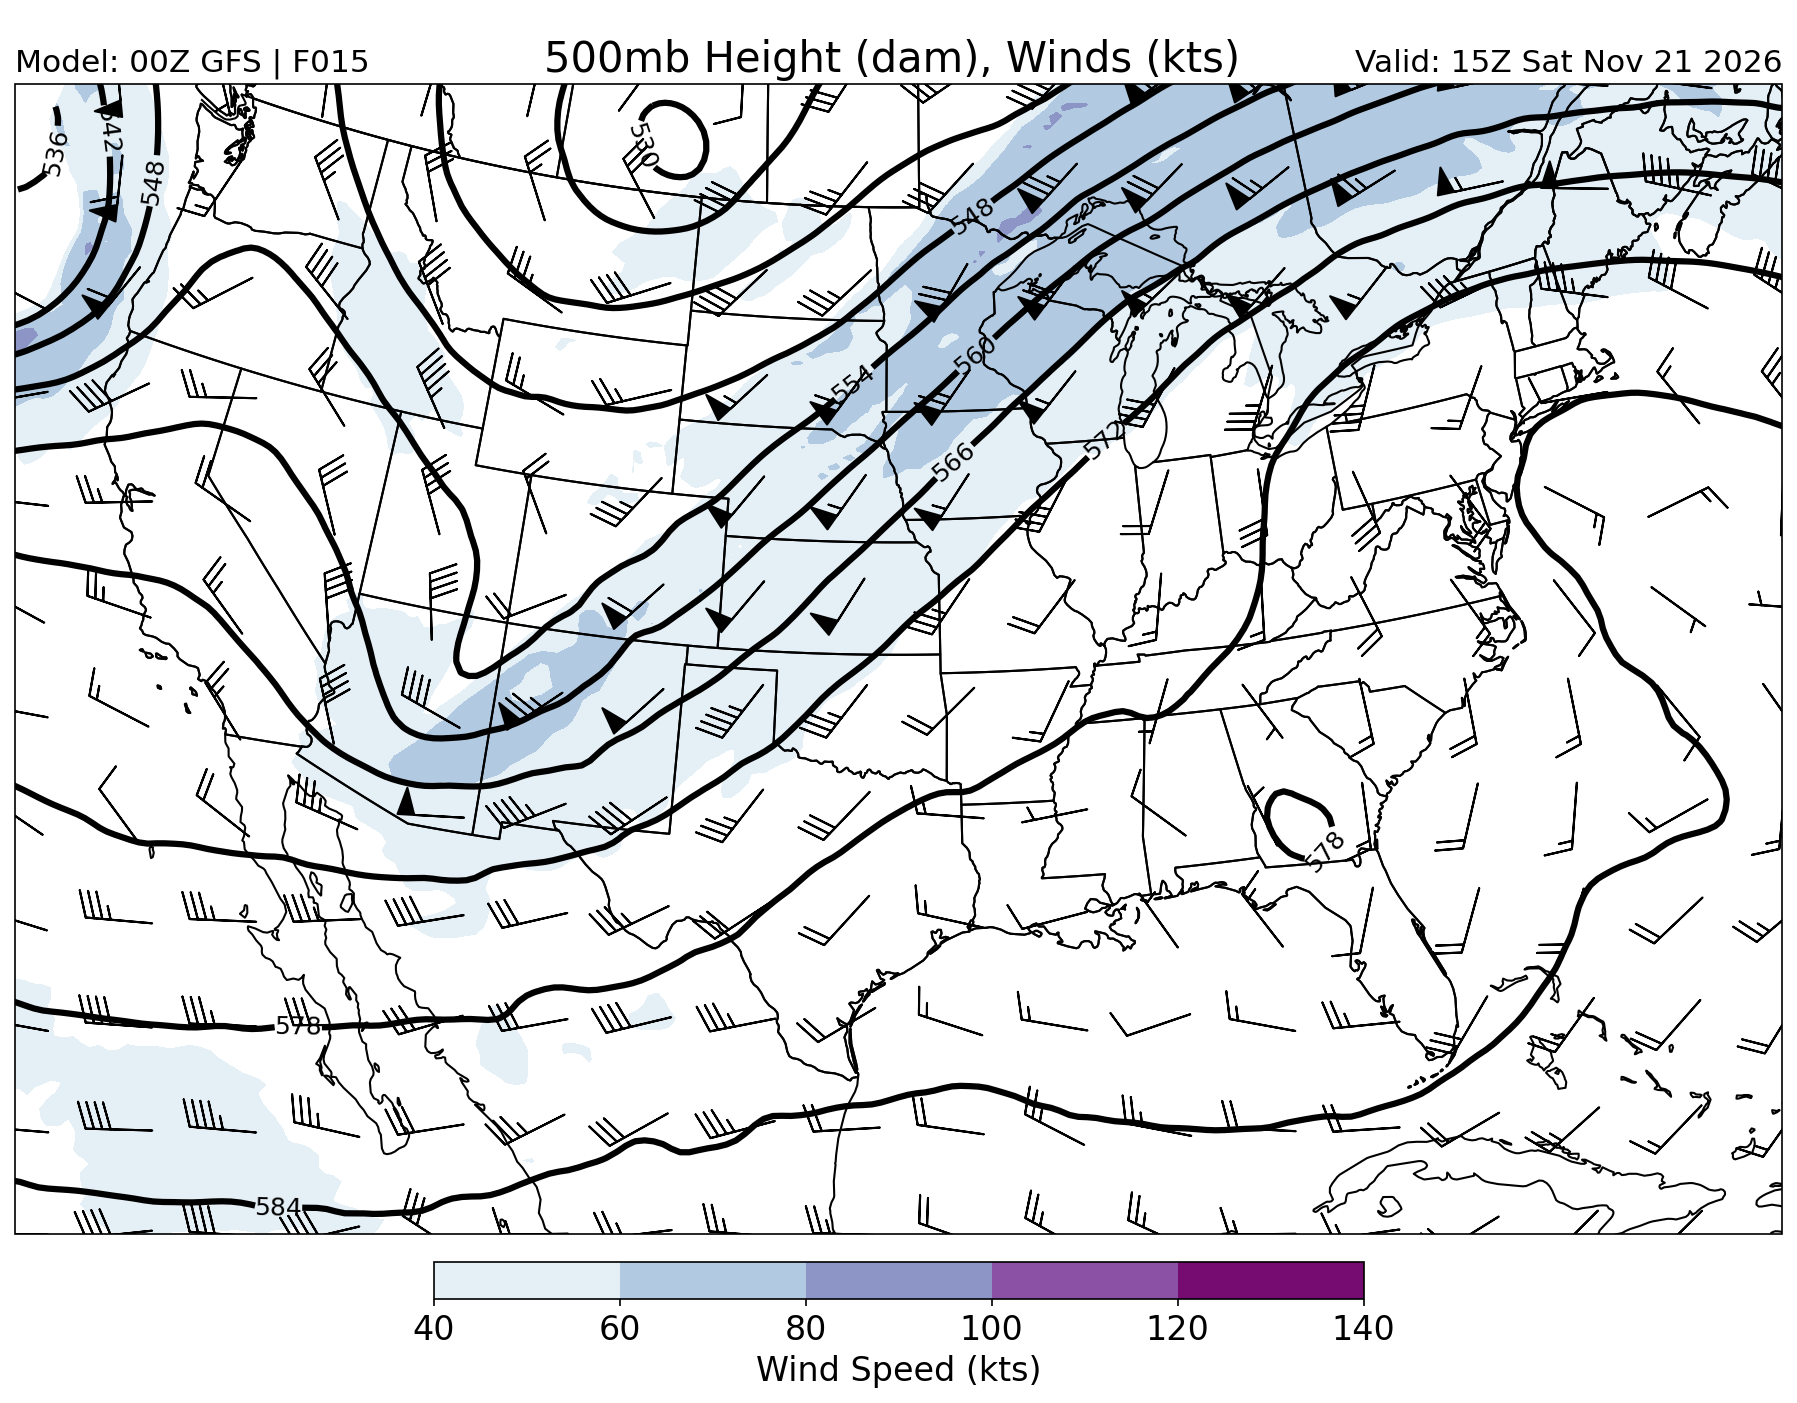 Model: 00Z GFS | F015
500mb Height (dam), Winds (kts)
Valid: 15Z Sat Nov 21 2026
536
542
548
530
548
554
560
566
572
578
578
584
40 60 80 100 120 140
Wind Speed (kts)